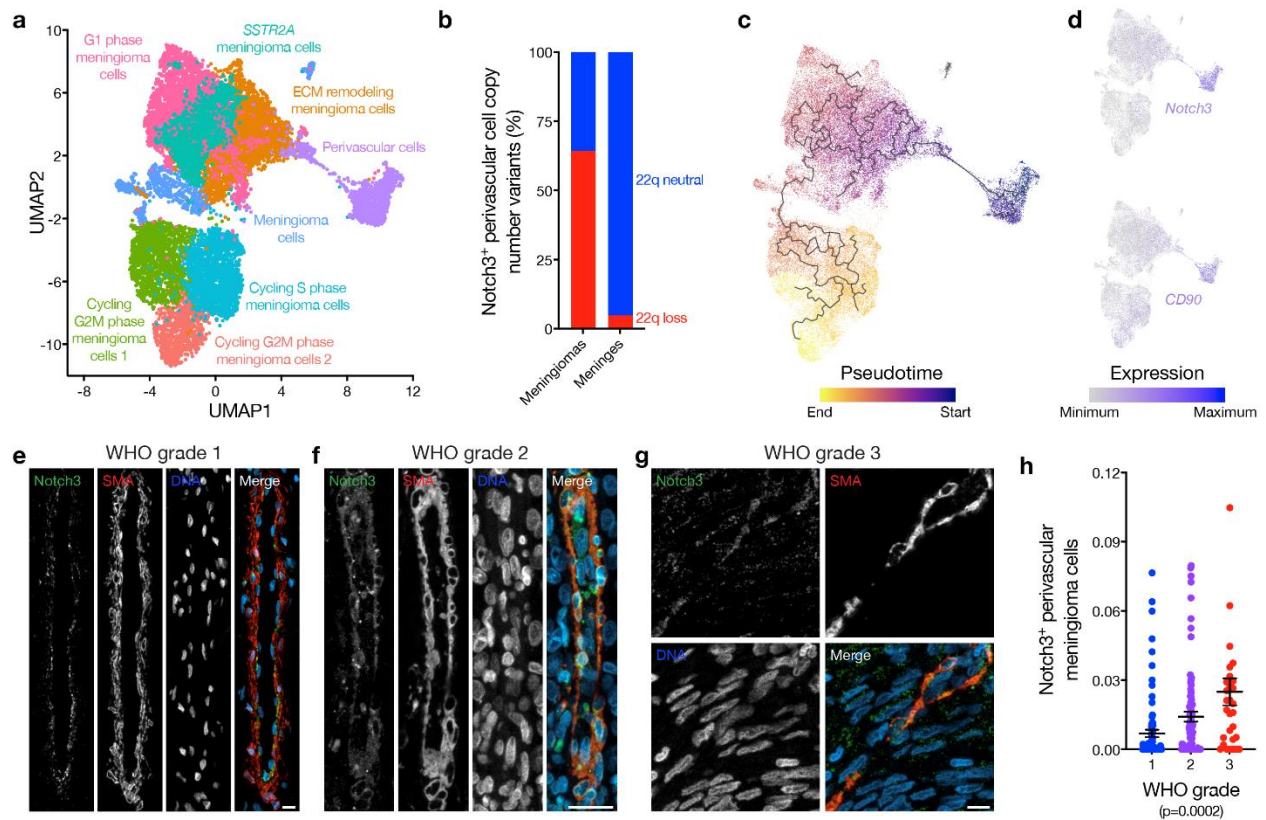 a
10
6
2
-2
-6
-10
UMAP2
-8
-4
0
4
8
12
UMAP1
G1 phase
meningioma
cells
SSTR2A
meningioma cells
ECM remodeling
meningioma cells
Perivascular cells
Meningioma
cells
Cycling S phase
meningioma cells
Cycling
G2M phase
meningioma
cells 1
Cycling G2M phase
meningioma cells 2
b
Notch3+ perivascular cell copy
number variants (%)
100
75
50
25
0
22q neutral
22q loss
Meningiomas
Meninges
c
Pseudotime
End
Start
d
Notch3
CD90
Expression
Minimum
Maximum
e
WHO grade 1
Notch3
SMA
DNA
Merge
f
WHO grade 2
Notch3
SMA
DNA
Merge
g
WHO grade 3
Notch3
SMA
DNA
Merge
h
Notch3+ perivascular
meningioma cells
0.12
0.09
0.06
0.03
0.00
1
2
3
WHO grade
(p=0.0002)